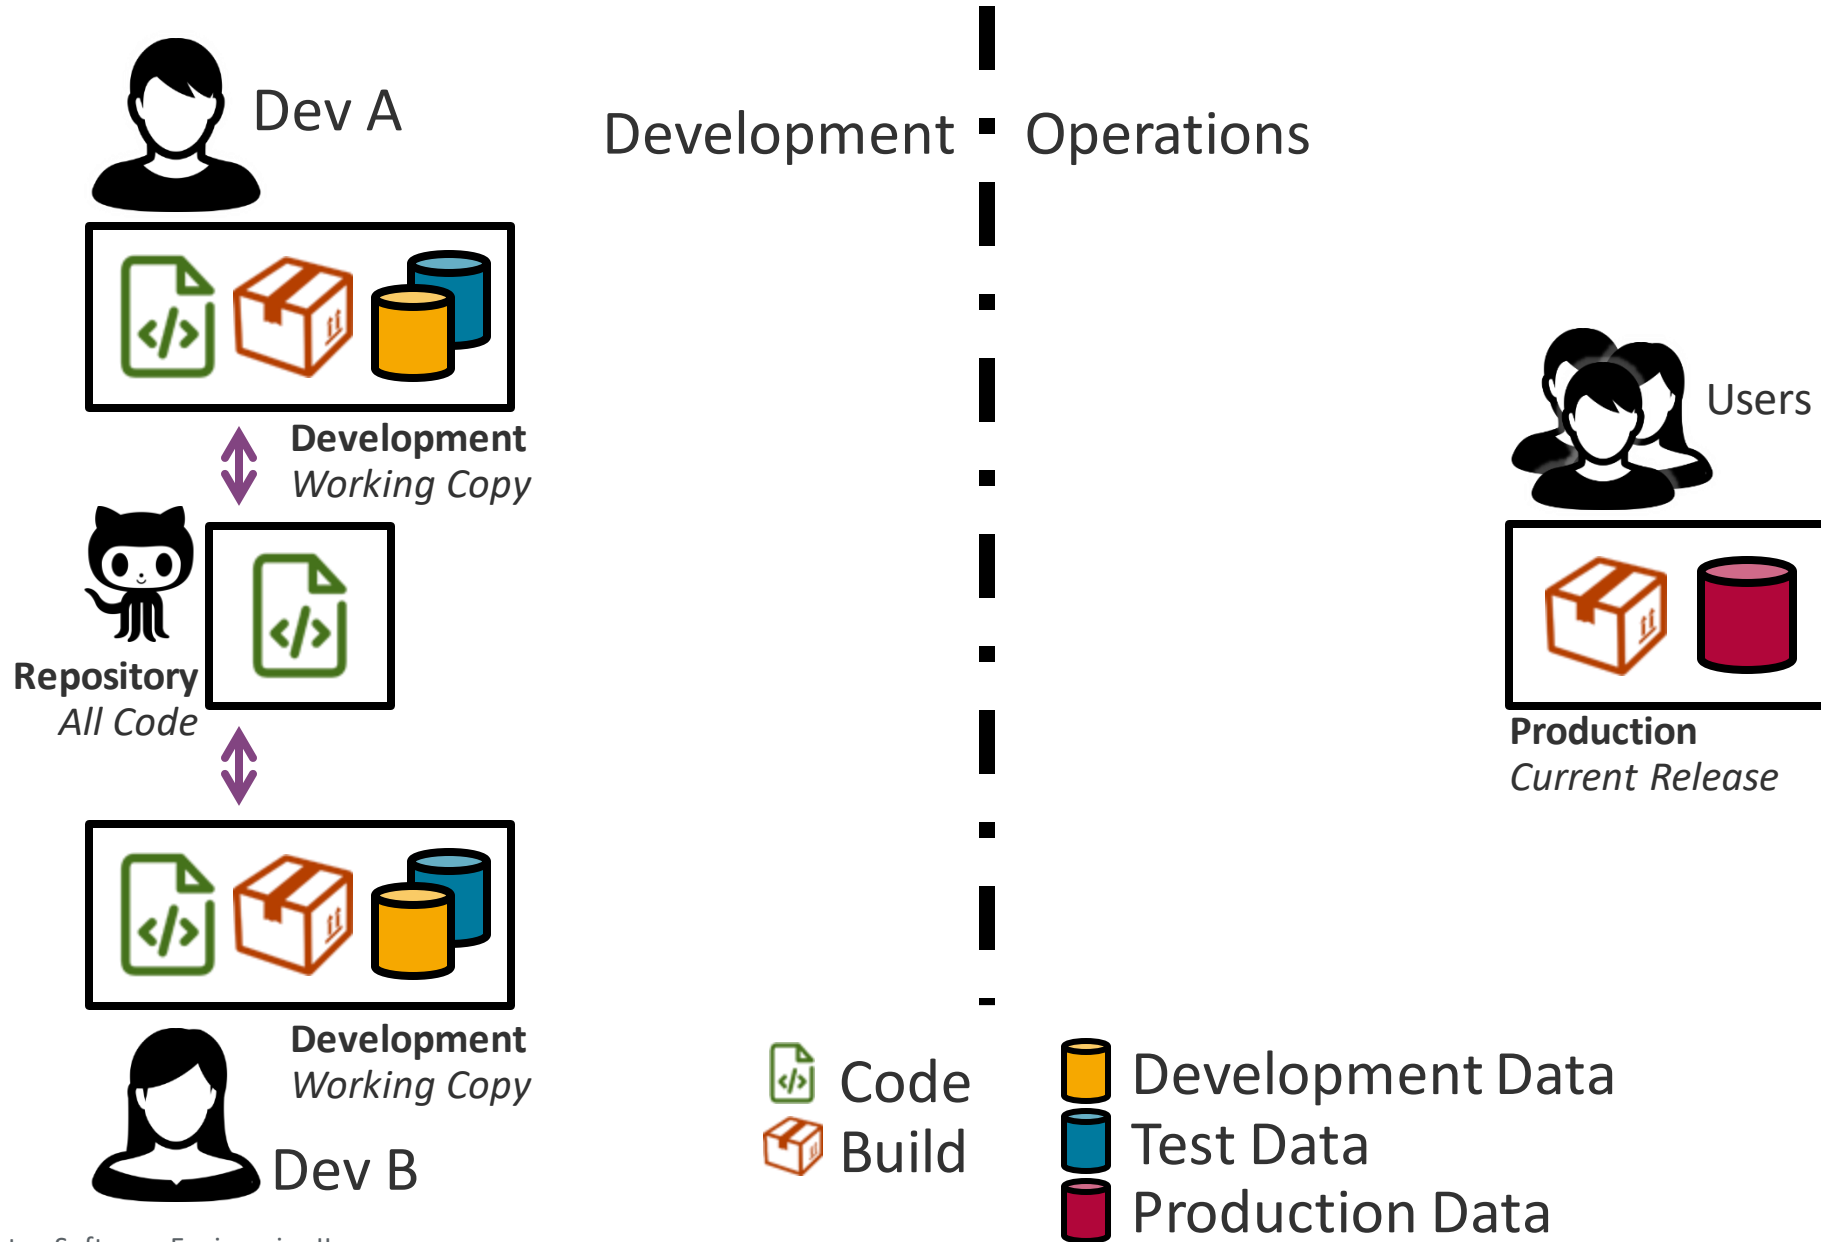 Dev A
Development
Operations
Development
Working Copy
Users
Repository
All Code
Production
Current Release
Development
Working Copy
Dev B
Code
Build
Development Data
Test Data
Production Data